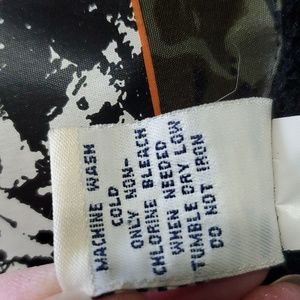 MACHINE WASH
COLD
ONLY NON-
CHLORINE BLEACH
WHEN NEEDED
TUMBLE DRY LOW
DO NOT IRON